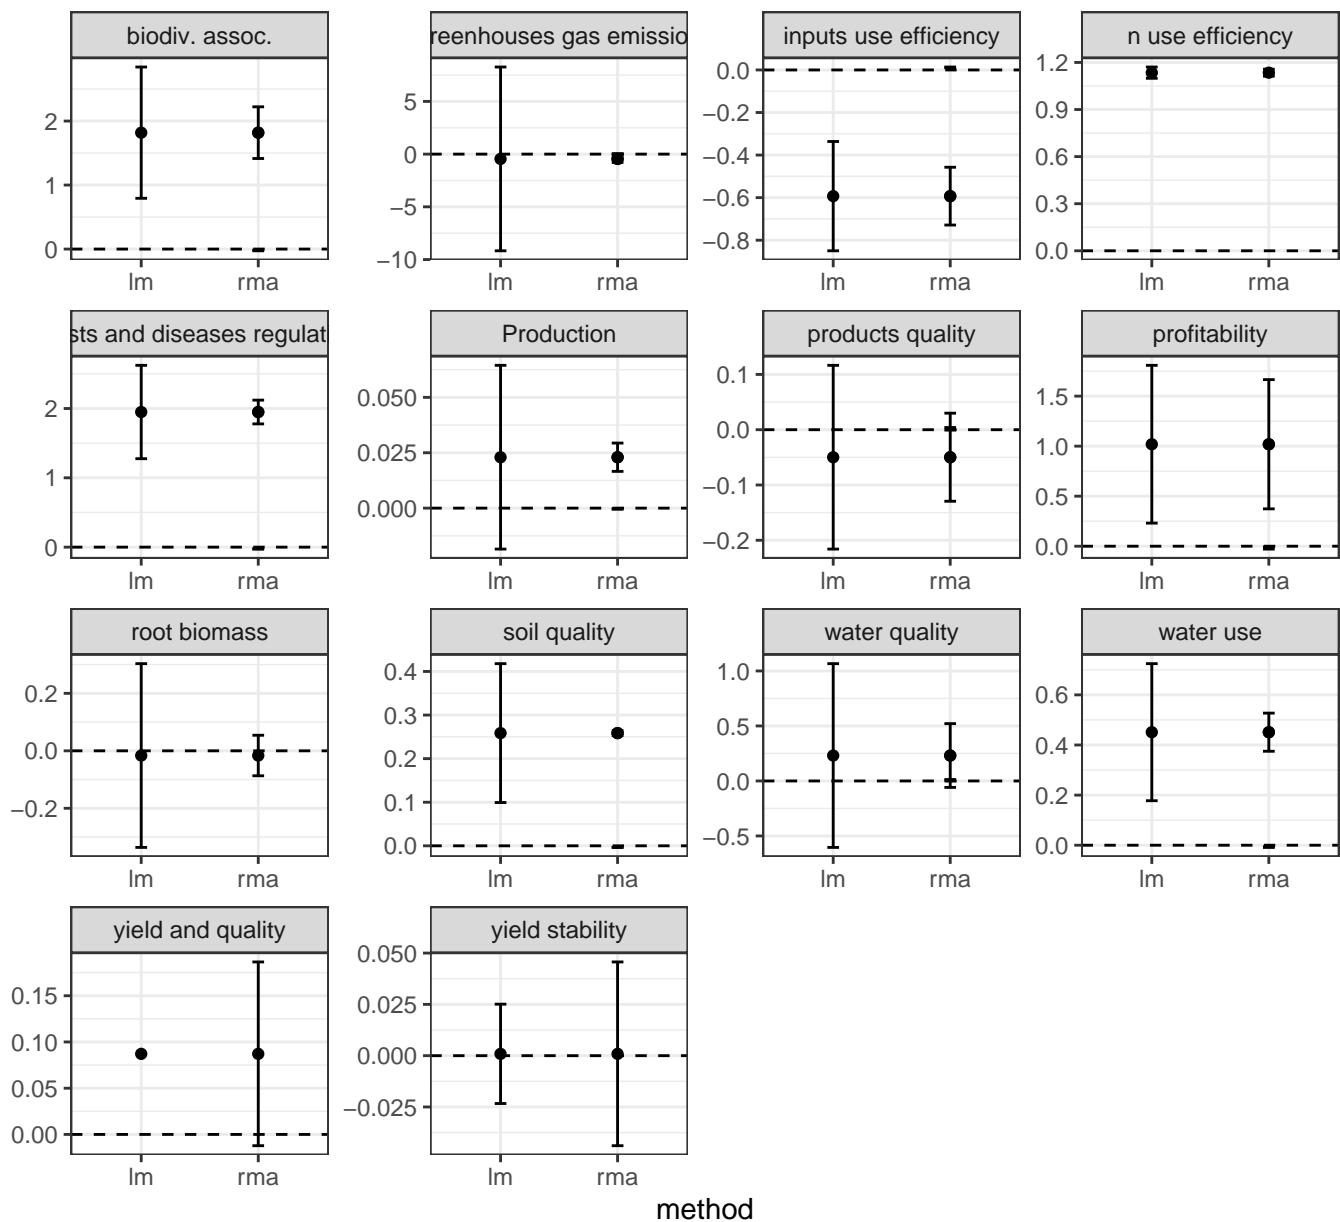 biodiv. assoc.
reenhouses gas emissio
inputs use efficiency
n use efficiency
2
1
0
lm
rma
5
0
−5
−10
lm
rma
0.0
−0.2
−0.4
−0.6
−0.8
lm
rma
1.2
0.9
0.6
0.3
0.0
lm
rma
sts and diseases regulat
Production
products quality
profitability
2
1
0
lm
rma
0.050
0.025
0.000
lm
rma
0.1
0.0
−0.1
−0.2
lm
rma
1.5
1.0
0.5
0.0
lm
rma
root biomass
soil quality
water quality
water use
0.2
0.0
−0.2
lm
rma
0.4
0.3
0.2
0.1
0.0
lm
rma
1.0
0.5
0.0
−0.5
lm
rma
0.6
0.4
0.2
0.0
lm
rma
yield and quality
yield stability
0.15
0.10
0.05
0.00
lm
rma
0.050
0.025
0.000
−0.025
lm
rma
method